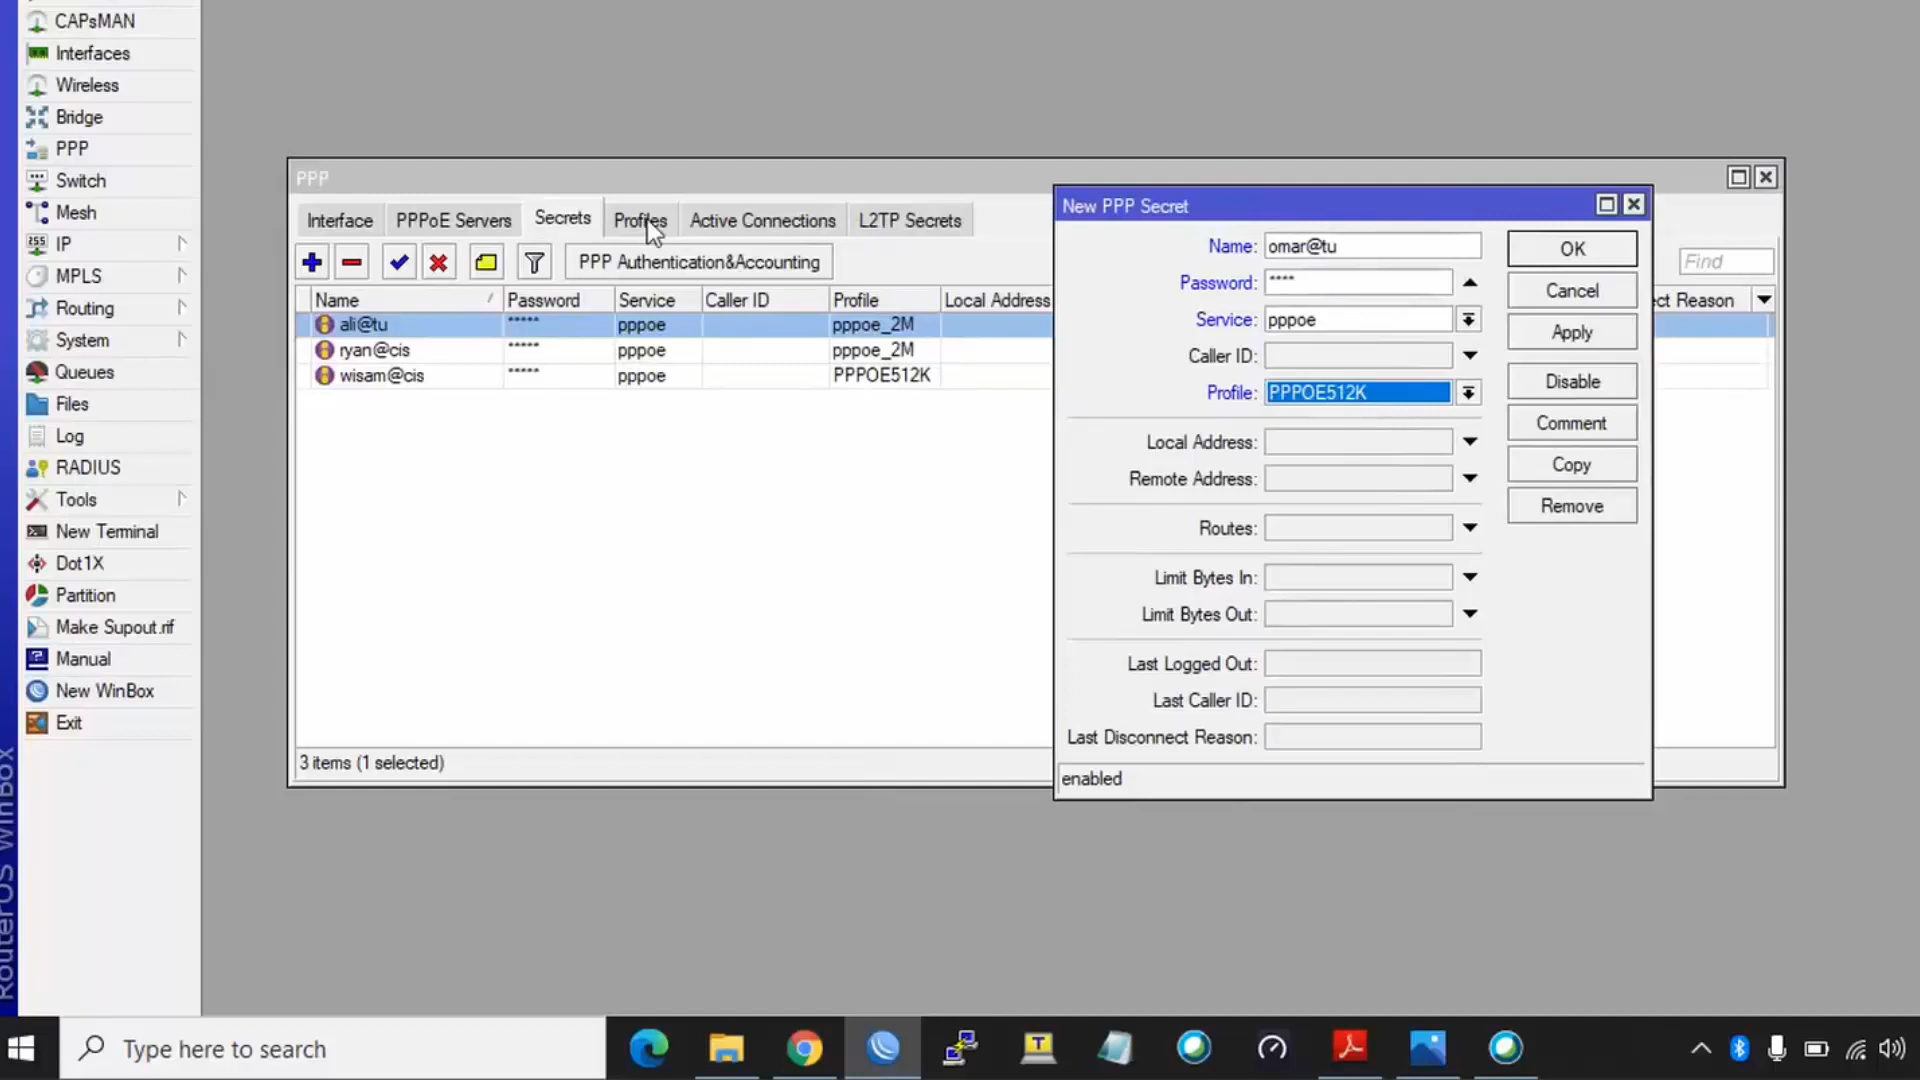 CAPsMAN
Interfaces
Wireless
Bridge
PPP
Switch
Mesh
IP
MPLS
Routing
System
Queues
Files
Log
RADIUS
Tools
New Terminal
Dot1X
Partition
Make Supout.rif
Manual
New WinBox
Exit
RouterOS WinBox
PPP
Interface PPPoE Servers Secrets Profiles Active Connections L2TP Secrets
PPP Authentication&Accounting Find
Name Password Service Caller ID Profile Local Address ct Reason
ali@tu ***** pppoe pppoe_2M
ryan@cis ***** pppoe pppoe_2M
wisam@cis ***** pppoe PPPOE512K
3 items (1 selected)
New PPP Secret
Name: omar@tu
Password: ****
Service: pppoe
Caller ID:
Profile: PPPOE512K
Local Address:
Remote Address:
Routes:
Limit Bytes In:
Limit Bytes Out:
Last Logged Out:
Last Caller ID:
Last Disconnect Reason:
enabled
OK
Cancel
Apply
Disable
Comment
Copy
Remove
Type here to search